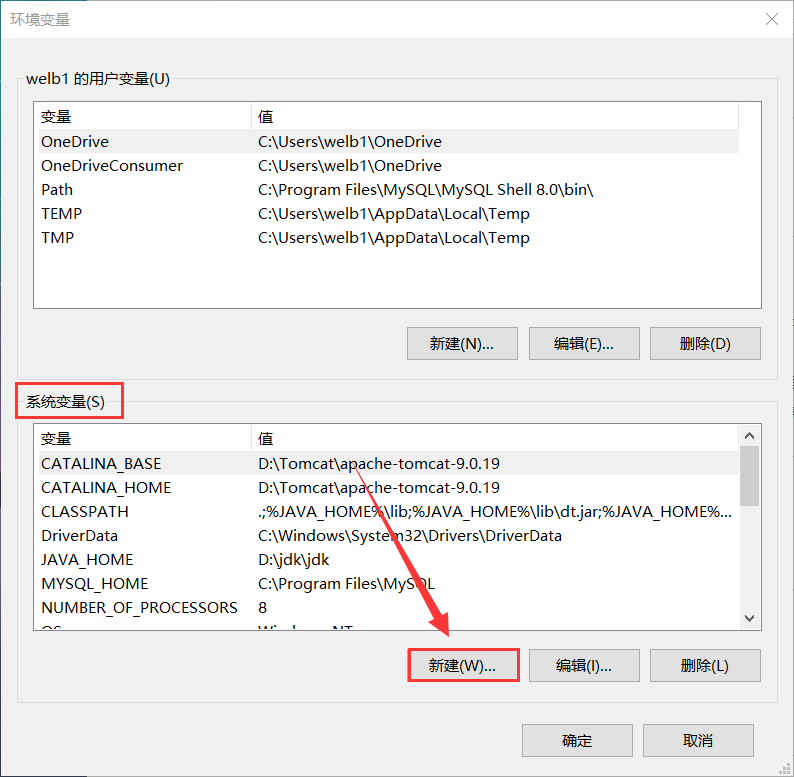 环境变量
welb1 的用户变量(U)
变量 值
OneDrive C:\Users\welb1\OneDrive
OneDriveConsumer C:\Users\welb1\OneDrive
Path C:\Program Files\MySQL\MySQL Shell 8.0\bin\
TEMP C:\Users\welb1\AppData\Local\Temp
TMP C:\Users\welb1\AppData\Local\Temp
新建(N)... 编辑(E)... 删除(D)
系统变量(S)
变量 值
CATALINA_BASE D:\Tomcat\apache-tomcat-9.0.19
CATALINA_HOME D:\Tomcat\apache-tomcat-9.0.19
CLASSPATH .;%JAVA_HOME%\lib;%JAVA_HOME%\lib\dt.jar;%JAVA_HOME%...
DriverData C:\Windows\System32\Drivers\DriverData
JAVA_HOME D:\jdk\jdk
MYSQL_HOME C:\Program Files\MySQL
NUMBER_OF_PROCESSORS 8
新建(W)... 编辑(I)... 删除(L)
确定 取消